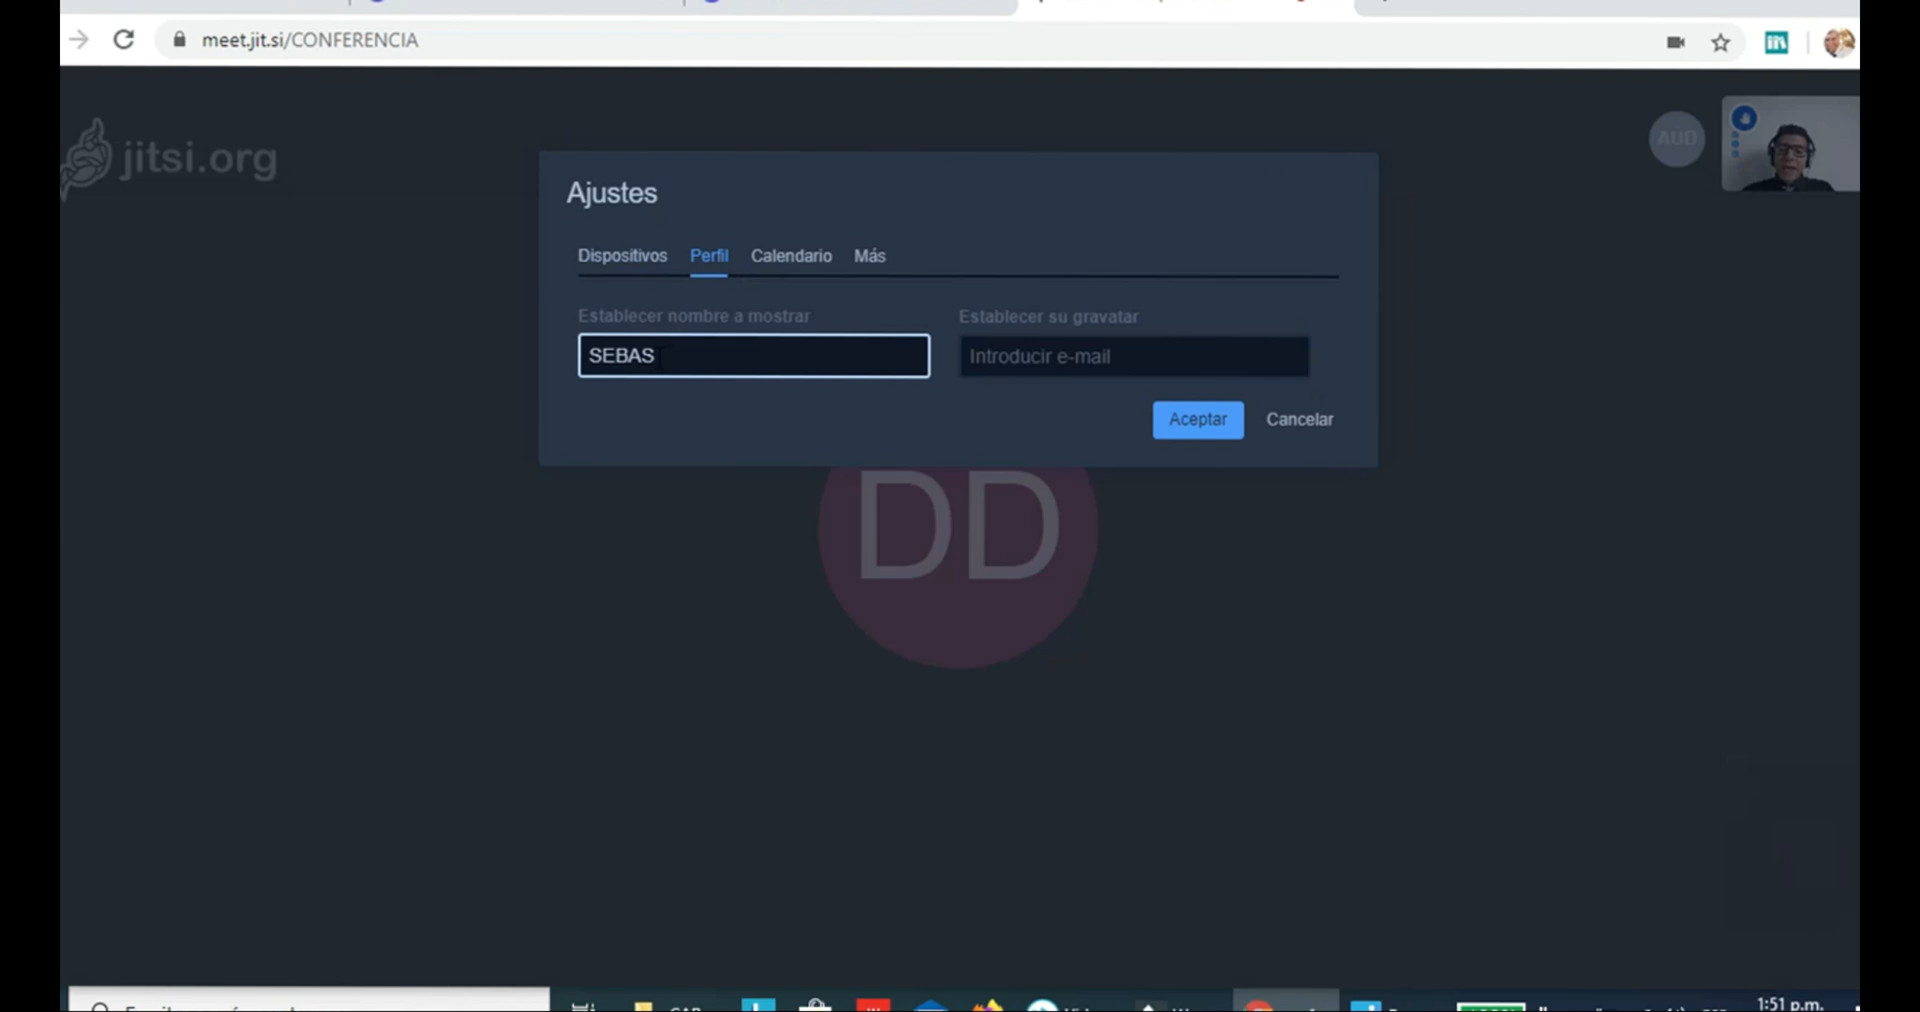 meet.jit.si/CONFERENCIA
jitsi.org
AUD
Ajustes
Dispositivos Perfil Calendario Más
Establecer nombre a mostrar Establecer su gravatar
SEBAS Introducir e-mail
Aceptar Cancelar
DD
1:51 p.m.